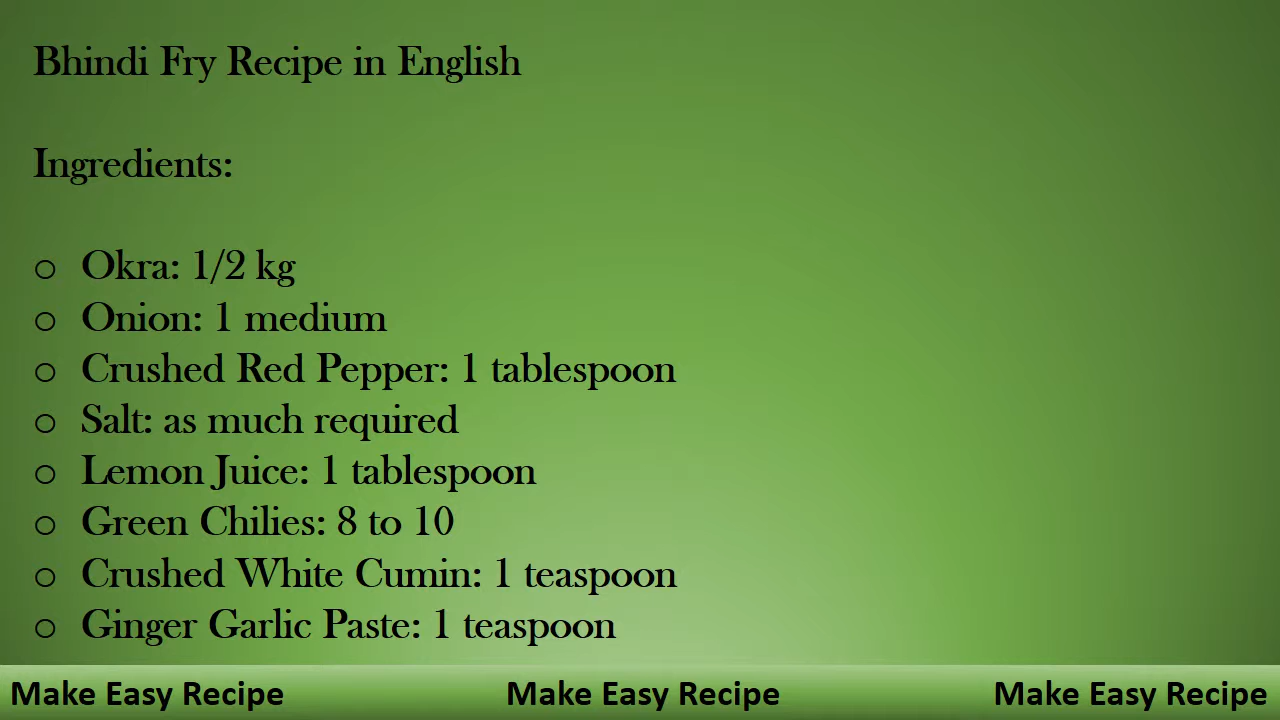 Bhindi Fry Recipe in English
Ingredients:
o Okra: 1/2 kg
o Onion: 1 medium
o Crushed Red Pepper: 1 tablespoon
o Salt: as much required
o Lemon Juice: 1 tablespoon
o Green Chilies: 8 to 10
o Crushed White Cumin: 1 teaspoon
o Ginger Garlic Paste: 1 teaspoon
Make Easy Recipe Make Easy Recipe Make Easy Recipe